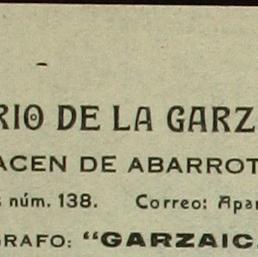 RIO DE LA GARZ
ACEN DE ABARROT
núm. 138. Correo: Apar
GRAFO: "GARZAICA